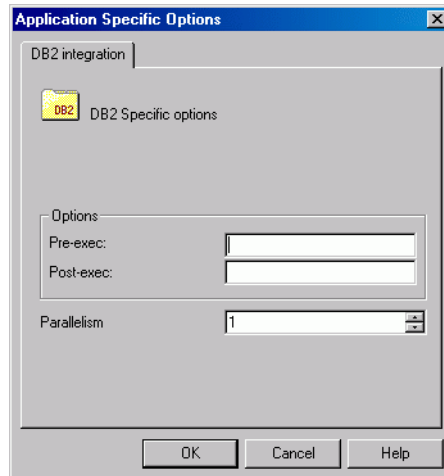 Application Specific Options
DB2 integration
DB2
DB2 Specific options
Options
Pre-exec:
Post-exec:
Parallelism
1
OK
Cancel
Help